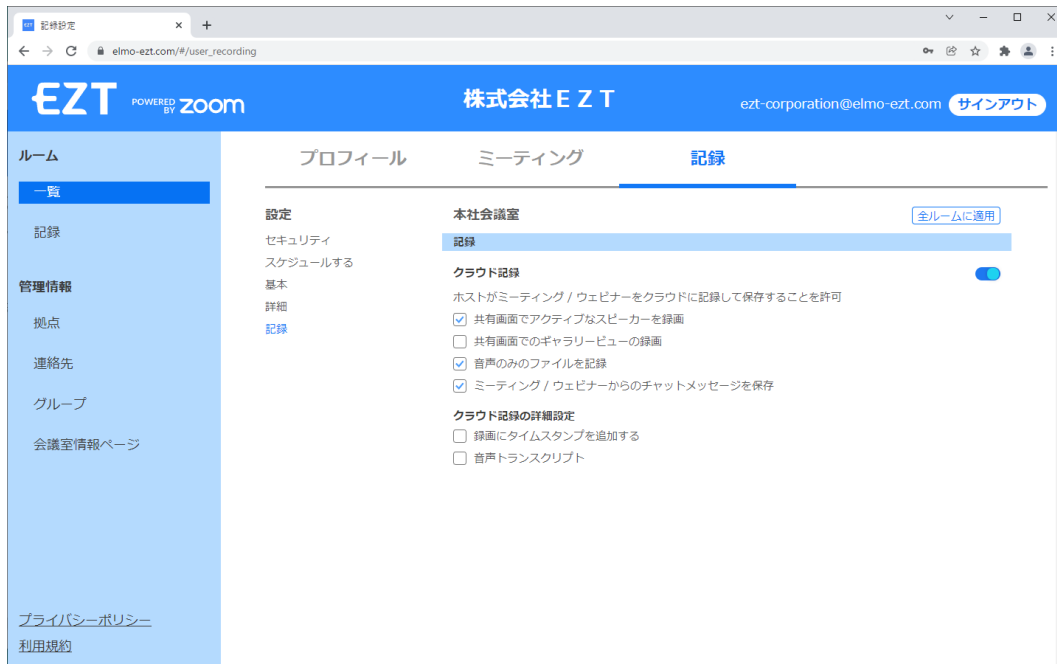 EZT 記録設定
elmo-ezt.com/#/user_recording
EZT POWERED BY zoom
株式会社ＥＺＴ
ezt-corporation@elmo-ezt.com サインアウト
ルーム
一覧
記録
管理情報
拠点
連絡先
グループ
会議室情報ページ
プライバシーポリシー
利用規約
プロフィール ミーティング 記録
設定
セキュリティ
スケジュールする
基本
詳細
記録
本社会議室 全ルームに適用
記録
クラウド記録
ホストがミーティング / ウェビナーをクラウドに記録して保存することを許可
共有画面でアクティブなスピーカーを録画
共有画面でのギャラリービューの録画
音声のみのファイルを記録
ミーティング / ウェビナーからのチャットメッセージを保存
クラウド記録の詳細設定
録画にタイムスタンプを追加する
音声トランスクリプト